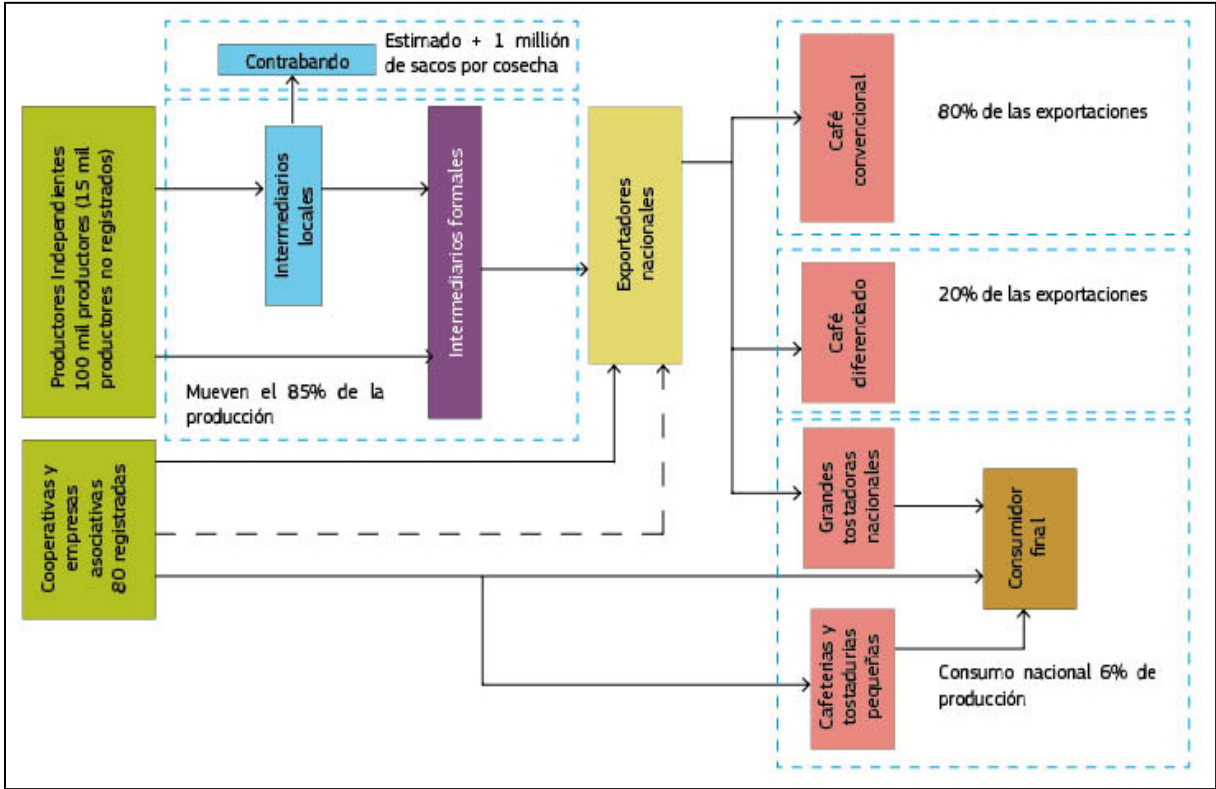 Contrabando
Estimado + 1 millión
de sacos por cosecha
Productores Independientes
100 mil productores (15 mil
productores no registrados)
Intermediarios
locales
Intermediarios formales
Mueven el 85% de la
producción
Exportadores
nacionales
Café
convencional
80% de las exportaciones
Café
diferenciado
20% de las exportaciones
Cooperativas y
empresas
asociativas
80 registradas
Grandes
tostadoras
nacionales
Consumidor
final
Cafeterias y
tostadurías
pequeñas
Consumo nacional 6% de
producción